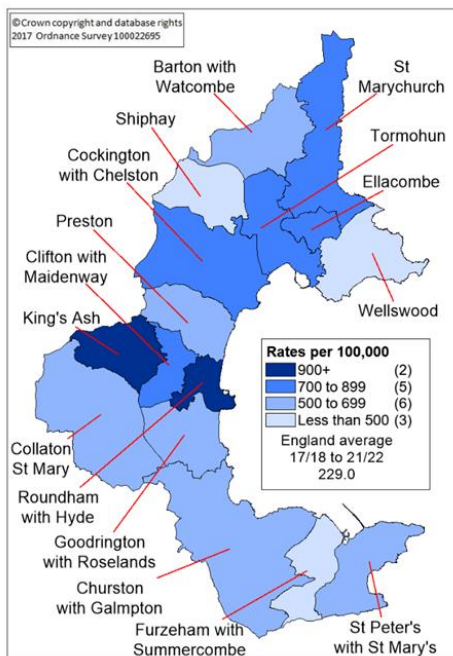 ©Crown copyright and database rights
2017 Ordnance Survey 100022695
Barton with
Watcombe
St
Marychurch
Shiphay
Tormohun
Cockington
with Chelston
Ellacombe
Preston
Clifton with
Maidenway
King's Ash
Wellswood
Rates per 100,000
900+ (2)
700 to 899 (5)
500 to 699 (6)
Less than 500 (3)
England average
17/18 to 21/22
229.0
Collaton
St Mary
Roundham
with Hyde
Goodrington
with Roselands
Churston
with Galmpton
Furzeham with
Summercombe
St Peter's
with St Mary's